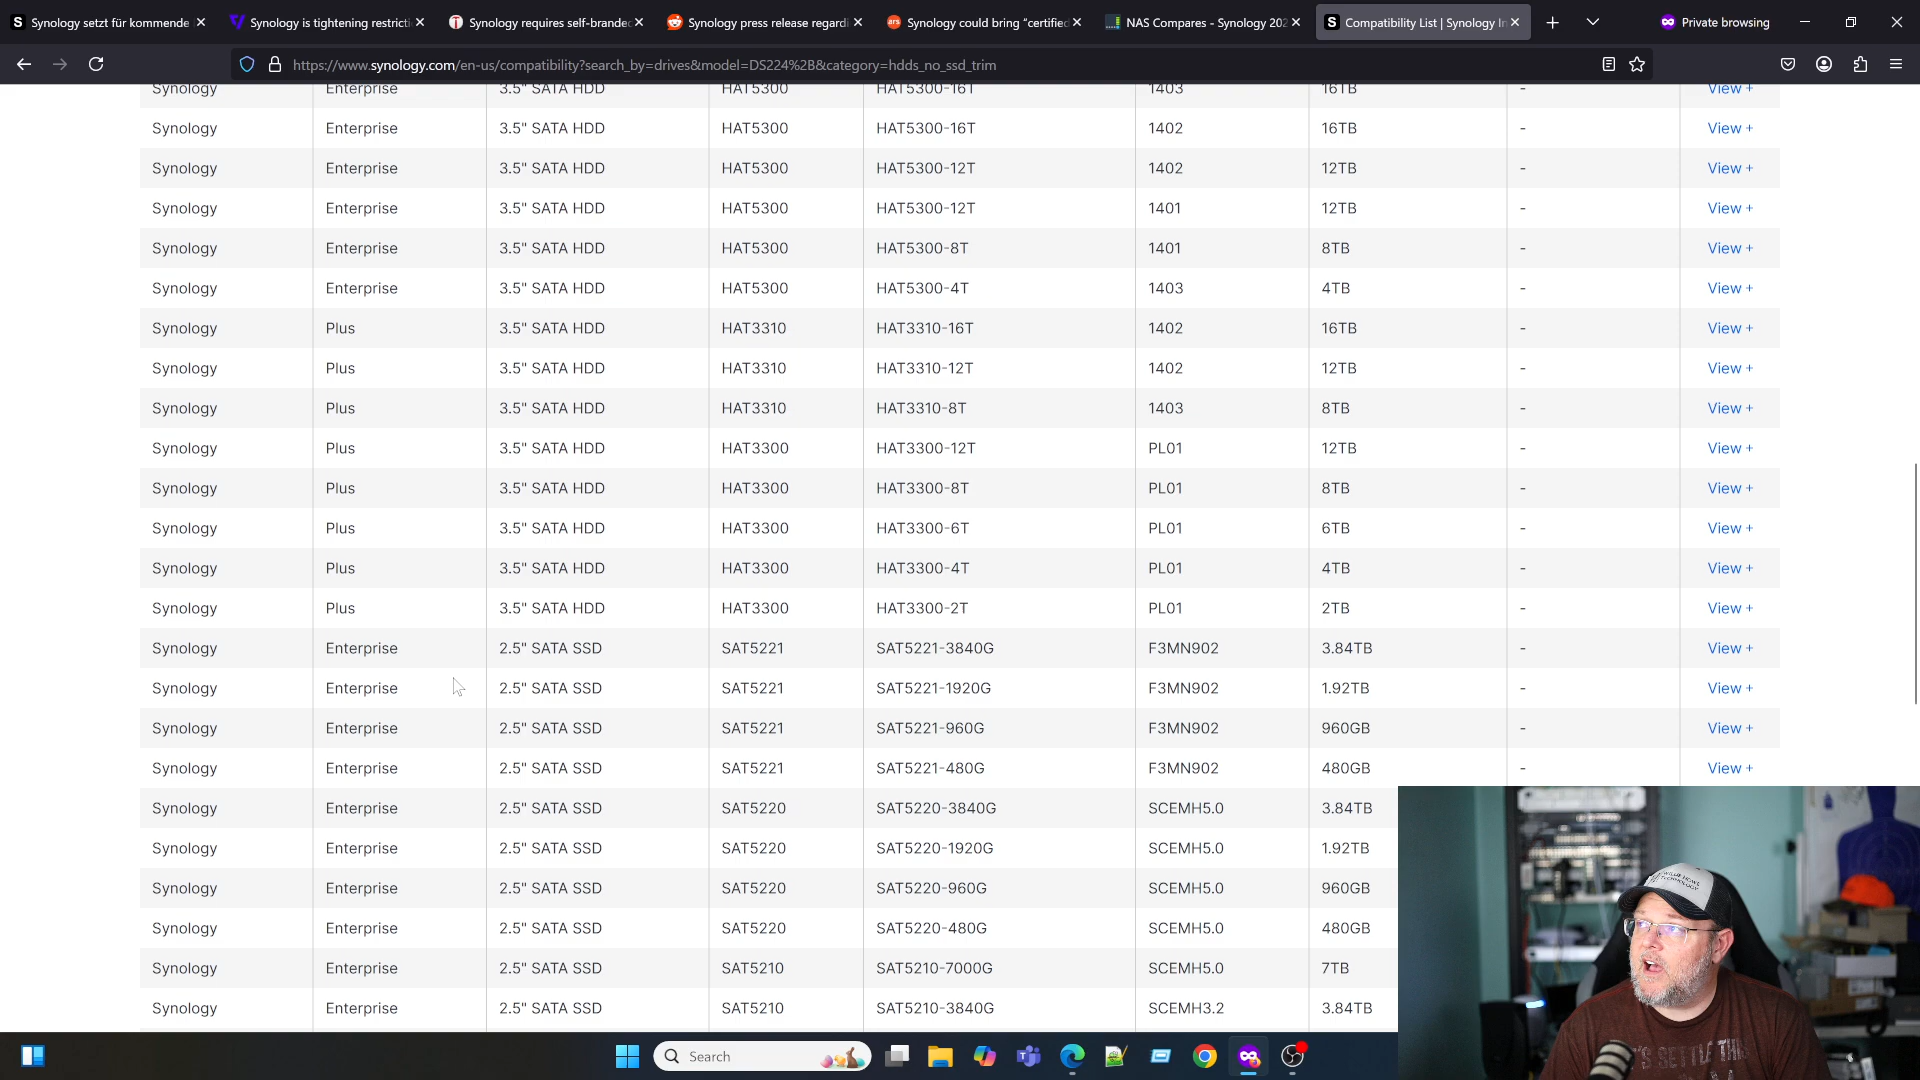 Synology setzt für kommende
Synology is tightening restricti
Synology requires self-brande
Synology press release regardi
Synology could bring "certified
NAS Compares - Synology 202
Compatibility List | Synology In
Private browsing
https://www.synology.com/en-us/compatibility?search_by=drives&model=DS224%2B&category=hdds_no_ssd_trim
Synology Enterprise 3.5" SATA HDD HAT5300 HAT5300-16T 1403 16TB - View +
Synology Enterprise 3.5" SATA HDD HAT5300 HAT5300-16T 1402 16TB - View +
Synology Enterprise 3.5" SATA HDD HAT5300 HAT5300-12T 1402 12TB - View +
Synology Enterprise 3.5" SATA HDD HAT5300 HAT5300-12T 1401 12TB - View +
Synology Enterprise 3.5" SATA HDD HAT5300 HAT5300-8T 1401 8TB - View +
Synology Enterprise 3.5" SATA HDD HAT5300 HAT5300-4T 1403 4TB - View +
Synology Plus 3.5" SATA HDD HAT3310 HAT3310-16T 1402 16TB - View +
Synology Plus 3.5" SATA HDD HAT3310 HAT3310-12T 1402 12TB - View +
Synology Plus 3.5" SATA HDD HAT3310 HAT3310-8T 1403 8TB - View +
Synology Plus 3.5" SATA HDD HAT3300 HAT3300-12T PL01 12TB - View +
Synology Plus 3.5" SATA HDD HAT3300 HAT3300-8T PL01 8TB - View +
Synology Plus 3.5" SATA HDD HAT3300 HAT3300-6T PL01 6TB - View +
Synology Plus 3.5" SATA HDD HAT3300 HAT3300-4T PL01 4TB - View +
Synology Plus 3.5" SATA HDD HAT3300 HAT3300-2T PL01 2TB - View +
Synology Enterprise 2.5" SATA SSD SAT5221 SAT5221-3840G F3MN902 3.84TB - View +
Synology Enterprise 2.5" SATA SSD SAT5221 SAT5221-1920G F3MN902 1.92TB - View +
Synology Enterprise 2.5" SATA SSD SAT5221 SAT5221-960G F3MN902 960GB - View +
Synology Enterprise 2.5" SATA SSD SAT5221 SAT5221-480G F3MN902 480GB - View +
Synology Enterprise 2.5" SATA SSD SAT5220 SAT5220-3840G SCEMH5.0 3.84TB
Synology Enterprise 2.5" SATA SSD SAT5220 SAT5220-1920G SCEMH5.0 1.92TB
Synology Enterprise 2.5" SATA SSD SAT5220 SAT5220-960G SCEMH5.0 960GB
Synology Enterprise 2.5" SATA SSD SAT5220 SAT5220-480G SCEMH5.0 480GB
Synology Enterprise 2.5" SATA SSD SAT5210 SAT5210-7000G SCEMH5.0 7TB
Synology Enterprise 2.5" SATA SSD SAT5210 SAT5210-3840G SCEMH3.2 3.84TB
Search